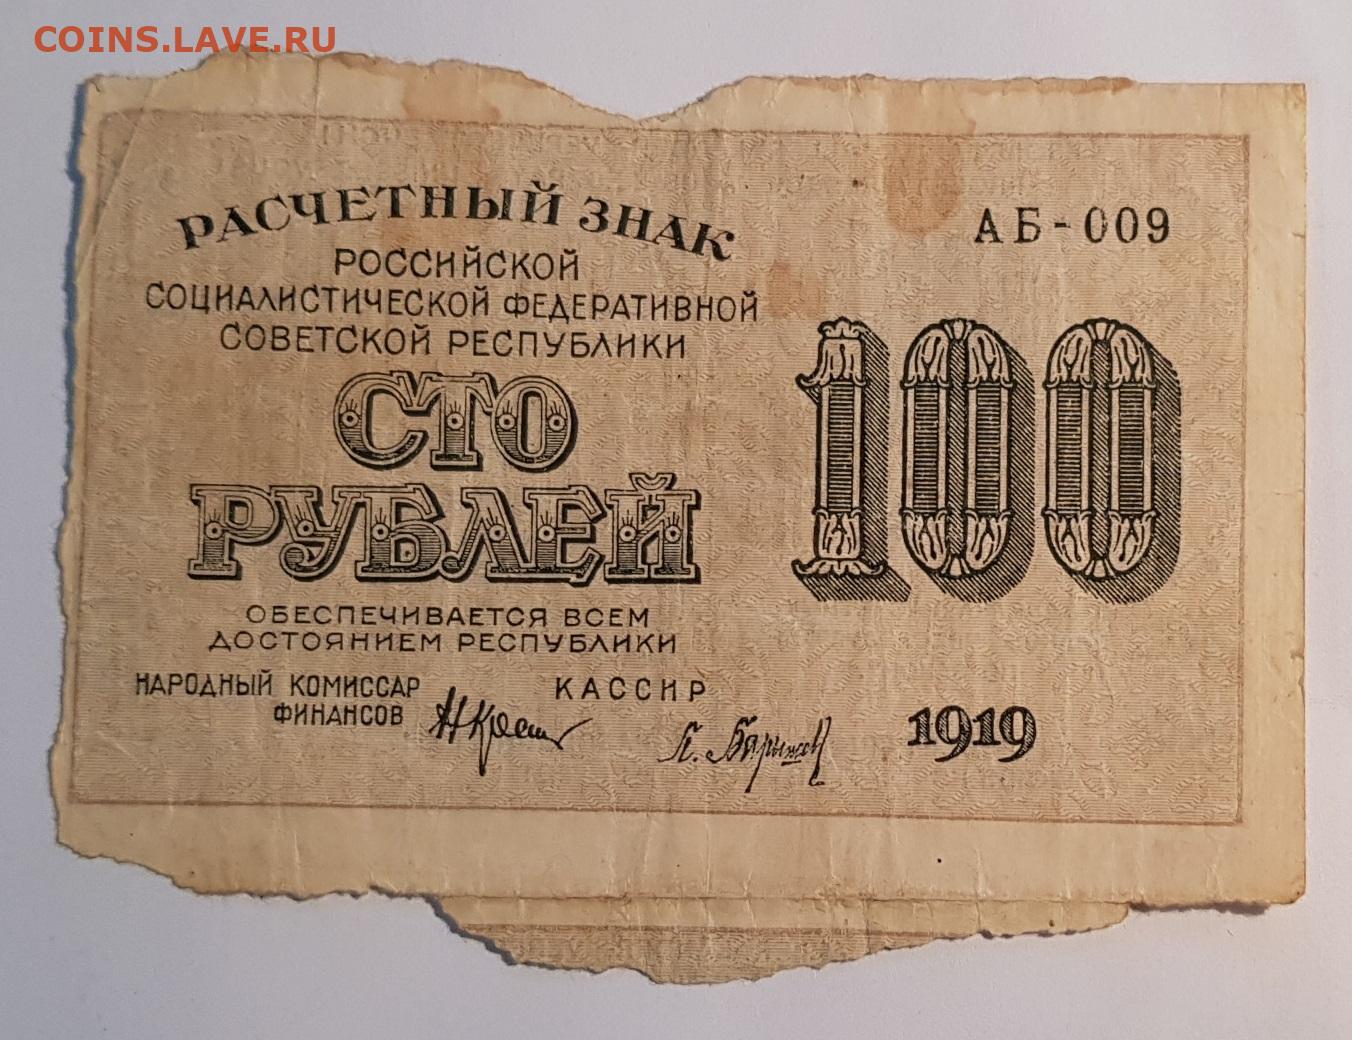 COINS.LAVE.RU
РАСЧЕТНЫЙ ЗНАК
АБ-009
РОССИЙСКОЙ
СОЦИАЛИСТИЧЕСКОЙ ФЕДЕРАТИВНОЙ
СОВЕТСКОЙ РЕСПУБЛИКИ
100
СТО
РУБЛЕЙ
ОБЕСПЕЧИВАЕТСЯ ВСЕМ
ДОСТОЯНИЕМ РЕСПУБЛИКИ
НАРОДНЫЙ КОМИССАР
ФИНАНСОВ
КАССИР
1919